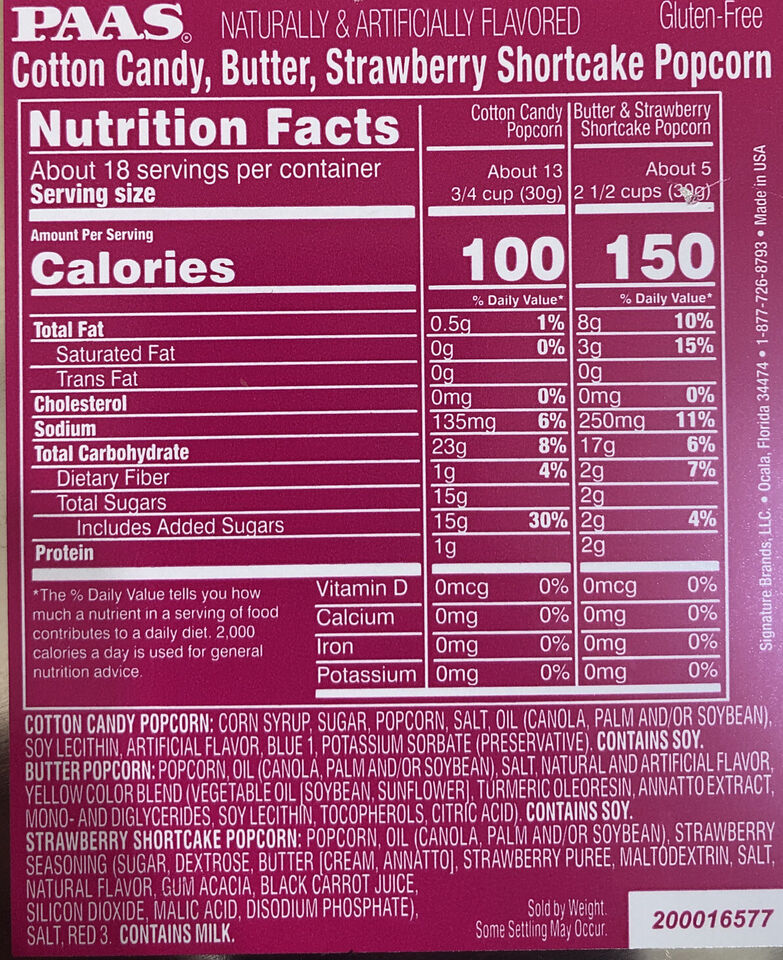 PAAS® NATURALLY & ARTIFICIALLY FLAVORED Gluten-Free
Cotton Candy, Butter, Strawberry Shortcake Popcorn
Nutrition Facts
Cotton Candy Popcorn
Butter & Strawberry Shortcake Popcorn
About 18 servings per container About 13 About 5
Serving size 3/4 cup (30g) 2 1/2 cups (30g)
Amount Per Serving
Calories 100 150
% Daily Value* % Daily Value*
Total Fat 0.5g 1% 8g 10%
Saturated Fat 0g 0% 3g 15%
Trans Fat 0g 0g
Cholesterol 0mg 0% 0mg 0%
Sodium 135mg 6% 250mg 11%
Total Carbohydrate 23g 8% 17g 6%
Dietary Fiber 1g 4% 2g 7%
Total Sugars 15g 2g
Includes Added Sugars 15g 30% 2g 4%
Protein 1g 2g
Vitamin D 0mcg 0% 0mcg 0%
Calcium 0mg 0% 0mg 0%
Iron 0mg 0% 0mg 0%
Potassium 0mg 0% 0mg 0%
*The % Daily Value tells you how
much a nutrient in a serving of food
contributes to a daily diet. 2,000
calories a day is used for general
nutrition advice.
COTTON CANDY POPCORN: CORN SYRUP, SUGAR, POPCORN, SALT, OIL (CANOLA, PALM AND/OR SOYBEAN),
SOY LECITHIN, ARTIFICIAL FLAVOR, BLUE 1, POTASSIUM SORBATE (PRESERVATIVE). CONTAINS SOY.
BUTTER POPCORN: POPCORN, OIL (CANOLA, PALM AND/OR SOYBEAN), SALT, NATURAL AND ARTIFICIAL FLAVOR,
YELLOW COLOR BLEND (VEGETABLE OIL [SOYBEAN, SUNFLOWER], TURMERIC OLEORESIN, ANNATTO EXTRACT,
MONO- AND DIGLYCERIDES, SOY LECITHIN, TOCOPHEROLS, CITRIC ACID). CONTAINS SOY.
STRAWBERRY SHORTCAKE POPCORN: POPCORN, OIL (CANOLA, PALM AND/OR SOYBEAN), STRAWBERRY
SEASONING (SUGAR, DEXTROSE, BUTTER [CREAM, ANNATTO], STRAWBERRY PUREE, MALTODEXTRIN, SALT,
NATURAL FLAVOR, GUM ACACIA, BLACK CARROT JUICE,
SILICON DIOXIDE, MALIC ACID, DISODIUM PHOSPHATE),
SALT, RED 3. CONTAINS MILK.
Sold by Weight.
Some Settling May Occur.
200016577
Signature Brands, LLC. • Ocala, Florida 34474 • 1-877-726-8793 • Made in USA